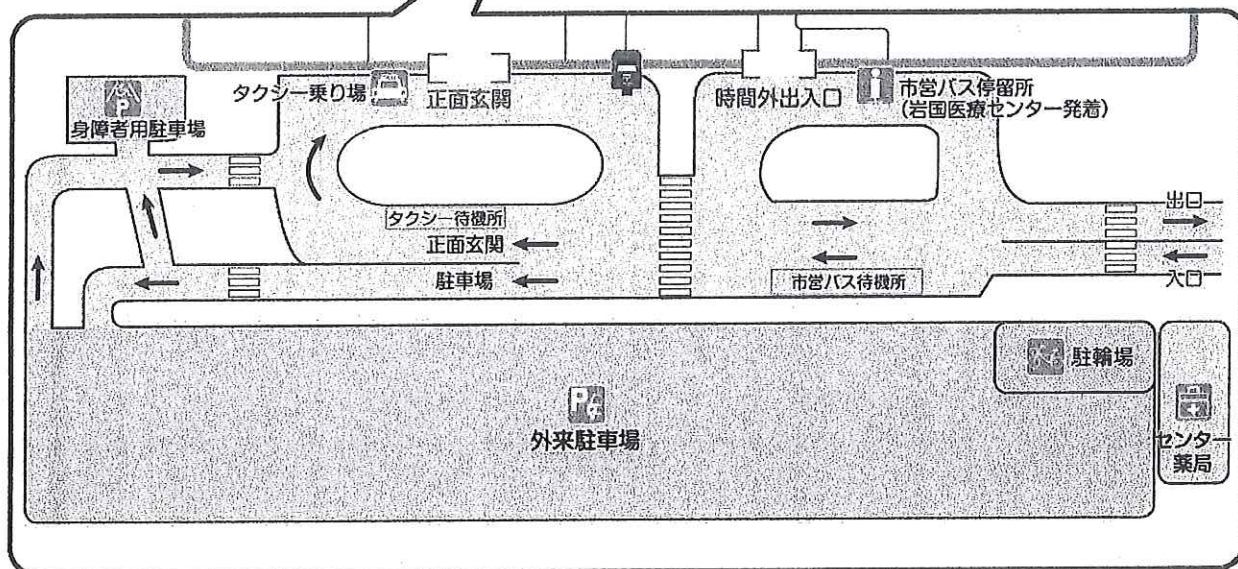 タクシー乗り場
正面玄関
時間外出入口
市営バス停留所
(岩国医療センター発着)
P
身障者用駐車場
出口
タクシー待機所
正面玄関
駐車場
市営バス待機所
入口
駐輪場
P
外来駐車場
センター
薬局